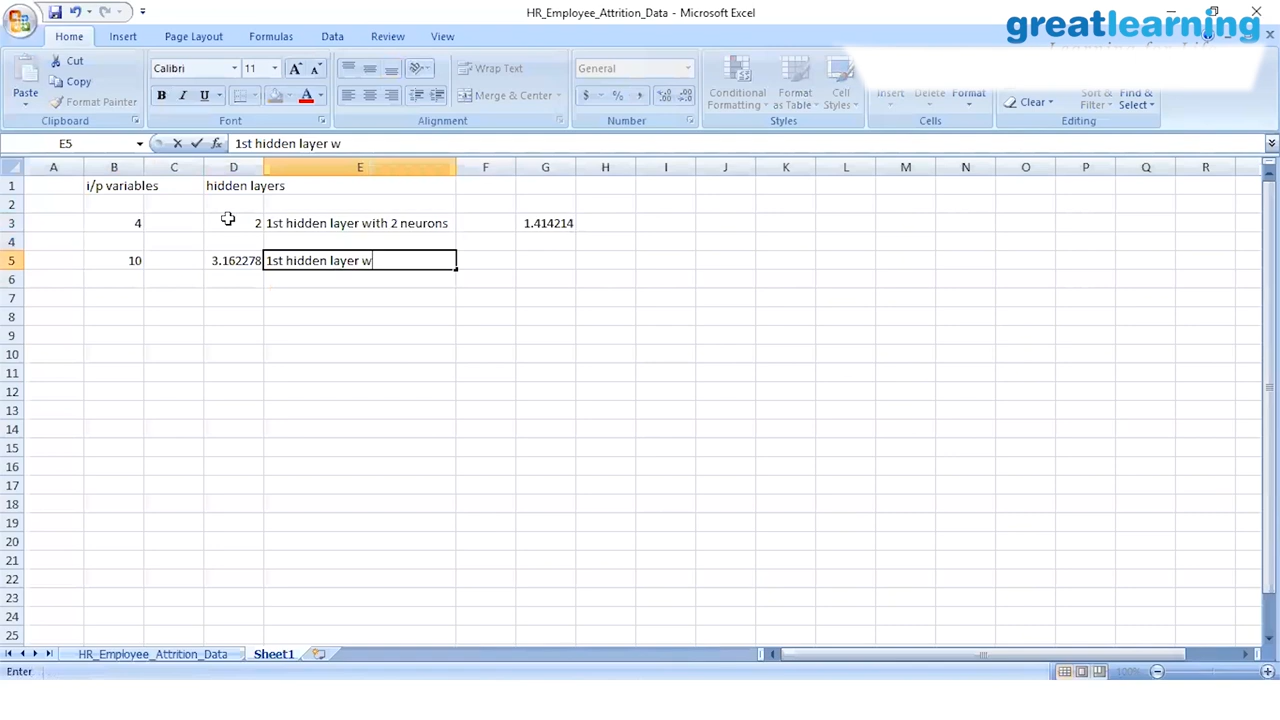 HR_Employee_Attrition_Data - Microsoft Excel
greatlearning
Home Insert Page Layout Formulas Data Review View
Cut
Copy
Format Painter
Paste
Clipboard
Calibri 11
B I U A
Font
Wrap Text
Merge & Center
Alignment
General
$ % ,
Number
Conditional Formatting
Format as Table
Cell Styles
Styles
Insert Delete Format
Cells
Clear
Sort & Filter
Find & Select
Editing
E5 fx 1st hidden layer w
A B C D E F G H I J K L M N O P Q R
1 i/p variables hidden layers
2
3 4 2 1st hidden layer with 2 neurons 1.414214
4
5 10 3.162278 1st hidden layer w
6
7
8
9
10
11
12
13
14
15
16
17
18
19
20
21
22
23
24
25
HR_Employee_Attrition_Data Sheet1
Enter 100%